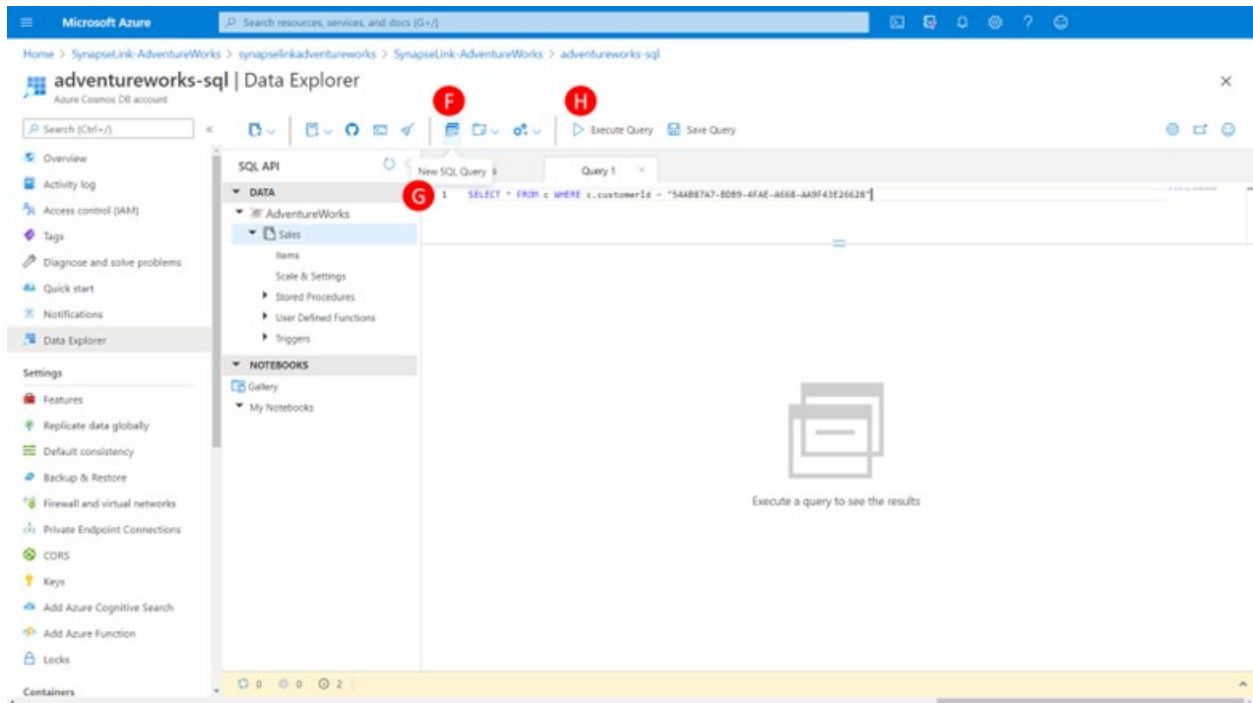 Microsoft Azure
Search resources, services, and docs (G+/)
Home > SynapseLink-AdventureWorks > synapselinkadventureworks > SynapseLink-AdventureWorks > adventureworks-sql
adventureworks-sql | Data Explorer
Azure Cosmos DB account
F
H
Search (Ctrl+/)
Execute Query
Save Query
Overview
Activity log
Access control (IAM)
Tags
Diagnose and solve problems
Quick start
Notifications
Data Explorer
Settings
Features
Replicate data globally
Default consistency
Backup & Restore
Firewall and virtual networks
Private Endpoint Connections
CORS
Keys
Add Azure Cognitive Search
Add Azure Function
Locks
Containers
SQL API
DATA
AdventureWorks
Sales
Items
Scale & Settings
Stored Procedures
User Defined Functions
Triggers
NOTEBOOKS
Gallery
My Notebooks
New SQL Query
Query 1
G
1 SELECT * FROM c WHERE c.customerId = "54AB87A7-BDB9-4FAE-A668-AA9F43E26628"
Execute a query to see the results
0 0 2